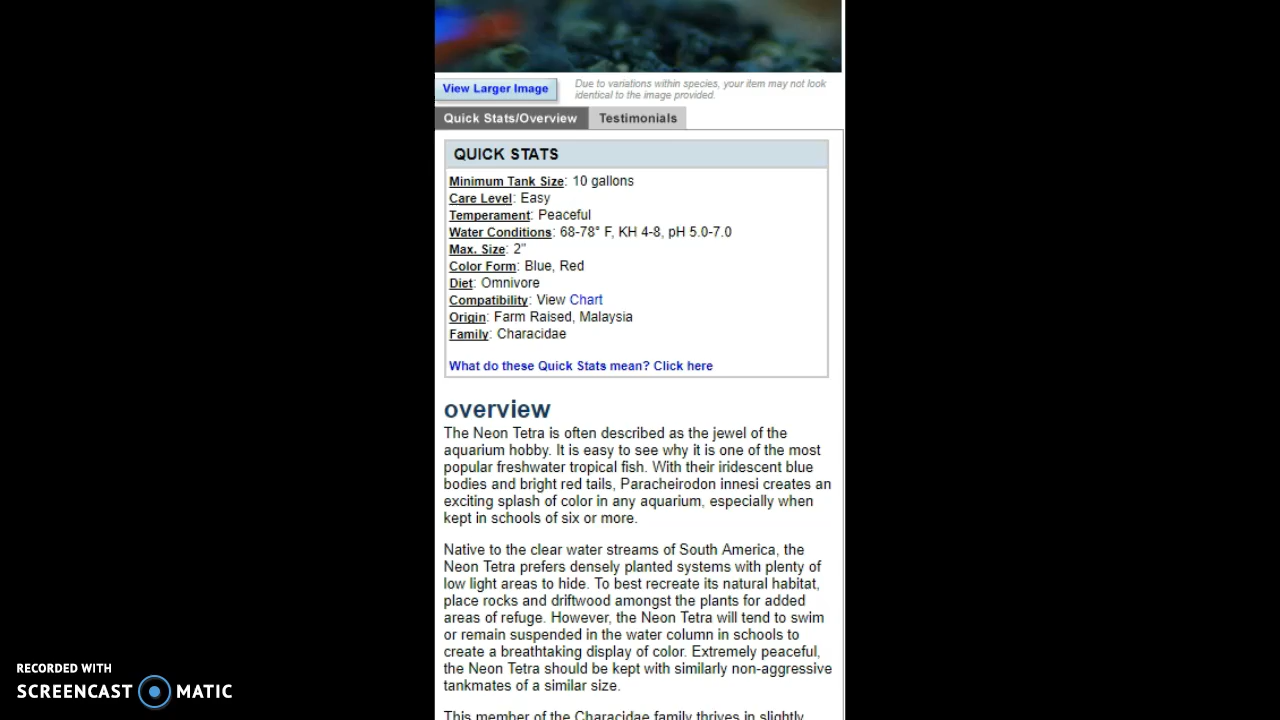 View Larger Image
Due to variations within species, your item may not look
identical to the image provided.
Quick Stats/Overview
Testimonials
QUICK STATS
Minimum Tank Size: 10 gallons
Care Level: Easy
Temperament: Peaceful
Water Conditions: 68-78° F, KH 4-8, pH 5.0-7.0
Max. Size: 2"
Color Form: Blue, Red
Diet: Omnivore
Compatibility: View Chart
Origin: Farm Raised, Malaysia
Family: Characidae
What do these Quick Stats mean? Click here
overview
The Neon Tetra is often described as the jewel of the
aquarium hobby. It is easy to see why it is one of the most
popular freshwater tropical fish. With their iridescent blue
bodies and bright red tails, Paracheirodon innesi creates an
exciting splash of color in any aquarium, especially when
kept in schools of six or more.
Native to the clear water streams of South America, the
Neon Tetra prefers densely planted systems with plenty of
low light areas to hide. To best recreate its natural habitat,
place rocks and driftwood amongst the plants for added
areas of refuge. However, the Neon Tetra will tend to swim
or remain suspended in the water column in schools to
create a breathtaking display of color. Extremely peaceful,
the Neon Tetra should be kept with similarly non-aggressive
tankmates of a similar size.
This member of the Characidae family thrives in slightly
RECORDED WITH
SCREENCAST MATIC